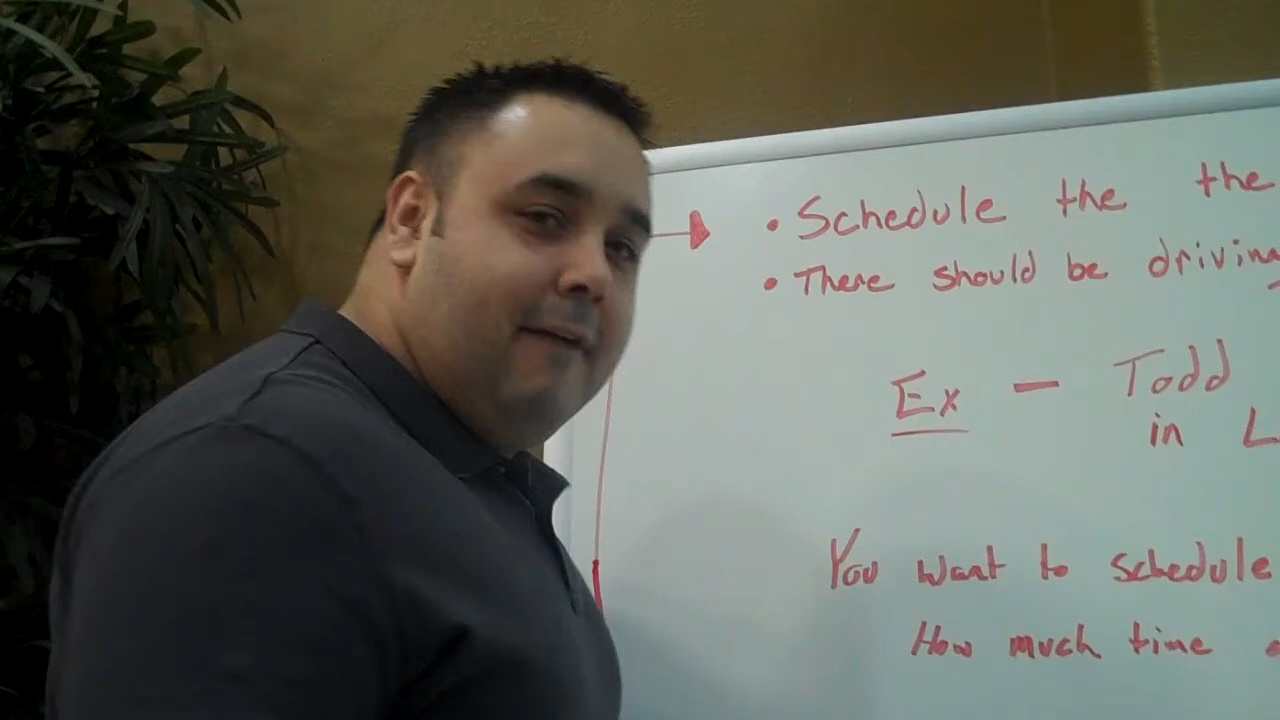 • Schedule the the
• There should be driving
Ex - Todd
in L
You want to schedule
How much time